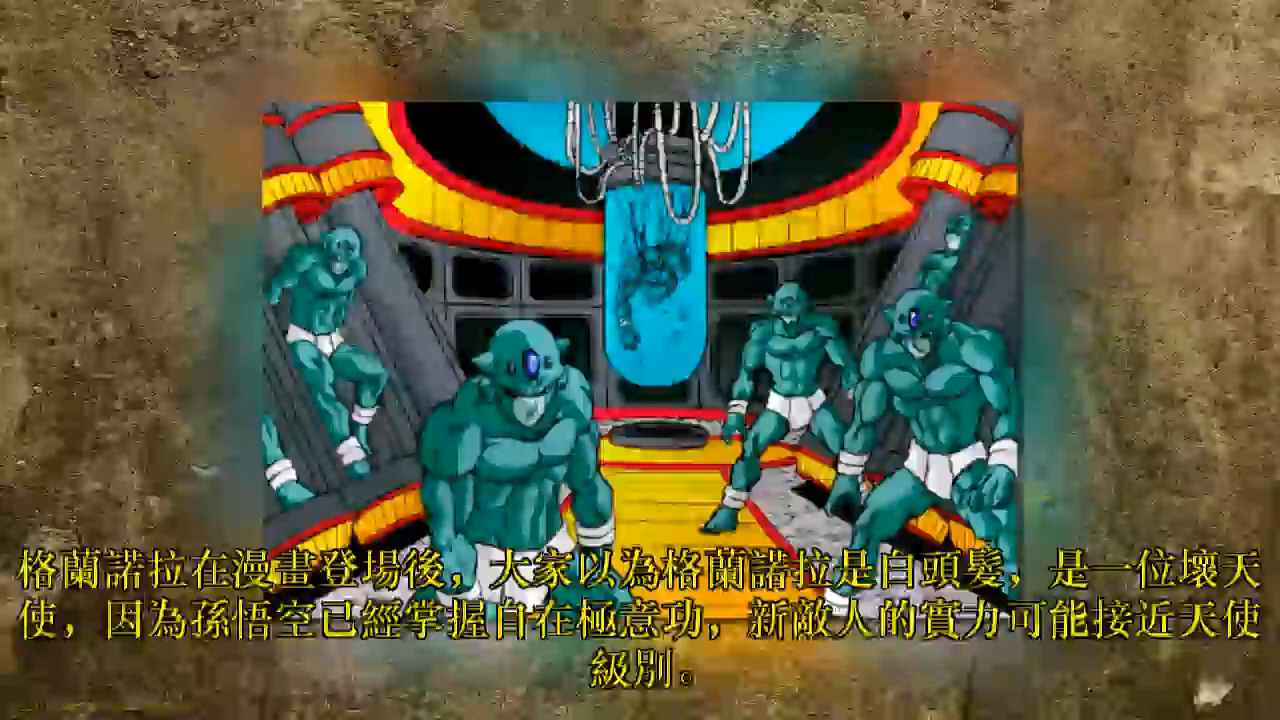 格蘭諾拉在漫畫登場後，大家以為格蘭諾拉是白頭髮，是一位壞天
使，因為孫悟空已經掌握自在極意功，新敵人的實力可能接近天使
級別。